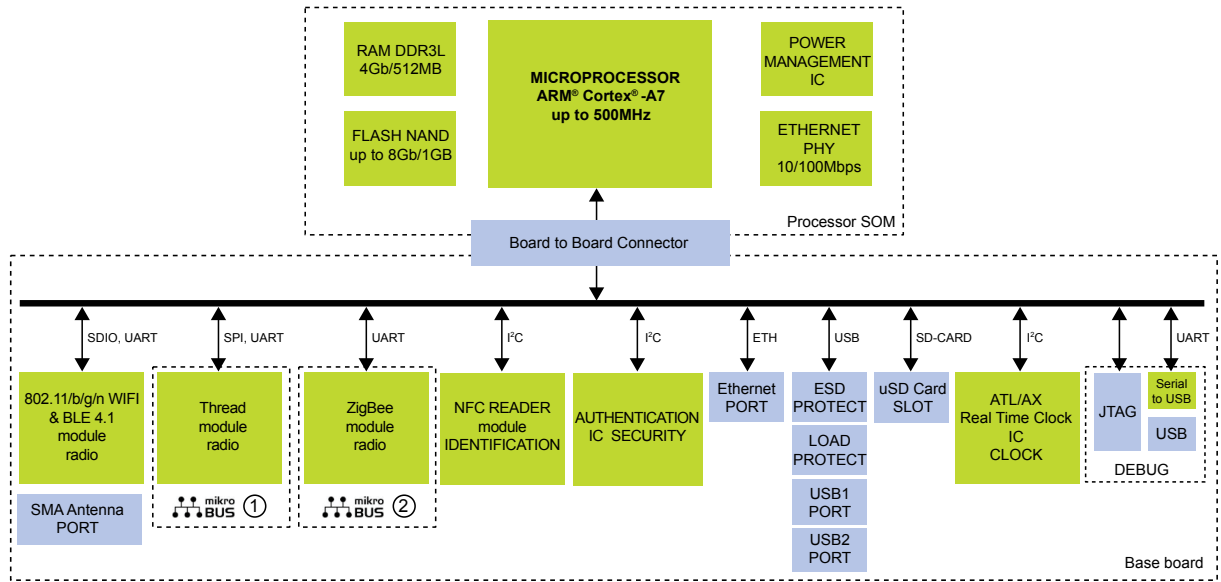 RAM DDR3L
4Gb/512MB
FLASH NAND
up to 8Gb/1GB
MICROPROCESSOR
ARM® Cortex® -A7
up to 500MHz
POWER
MANAGEMENT
IC
ETHERNET
PHY
10/100Mbps
Processor SOM
Board to Board Connector
SDIO, UART
SPI, UART
UART
I²C
I²C
ETH
USB
SD-CARD
I²C
UART
802.11/b/g/n WIFI
& BLE 4.1
module
radio
SMA Antenna
PORT
Thread
module
radio
mikro
BUS
1
ZigBee
module
radio
mikro
BUS
2
NFC READER
module
IDENTIFICATION
AUTHENTICATION
IC SECURITY
Ethernet
PORT
ESD
PROTECT
LOAD
PROTECT
USB1
PORT
USB2
PORT
uSD Card
SLOT
ATL/AX
Real Time Clock
IC
CLOCK
JTAG
Serial
to USB
USB
DEBUG
Base board